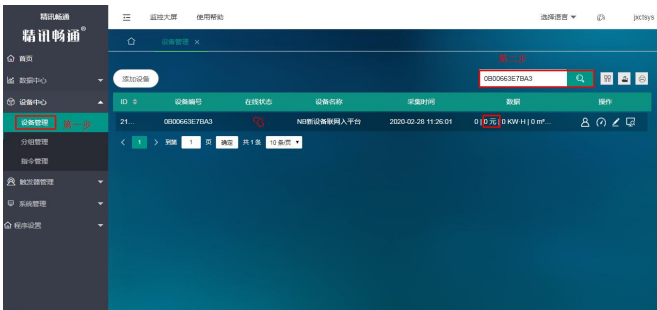 精讯畅通
监控大屏 使用帮助 选择语言 jxctsys
精讯畅通®
设备管理 ×
首页
第二步
数据中心
添加设备
0B00663E7BA3
设备中心
ID 设备编号 在线状态 设备名称 采集时间 数据 操作
设备管理 第一步
21... 0B00663E7BA3 NB新设备联网入平台 2020-02-28 11:26:01 0 | 0 元 | 0 KW·H | 0 m³...
分组管理
< 1 > 到第 1 页 确定 共 1 条 10 条/页
指令管理
触发器管理
系统管理
程序设置